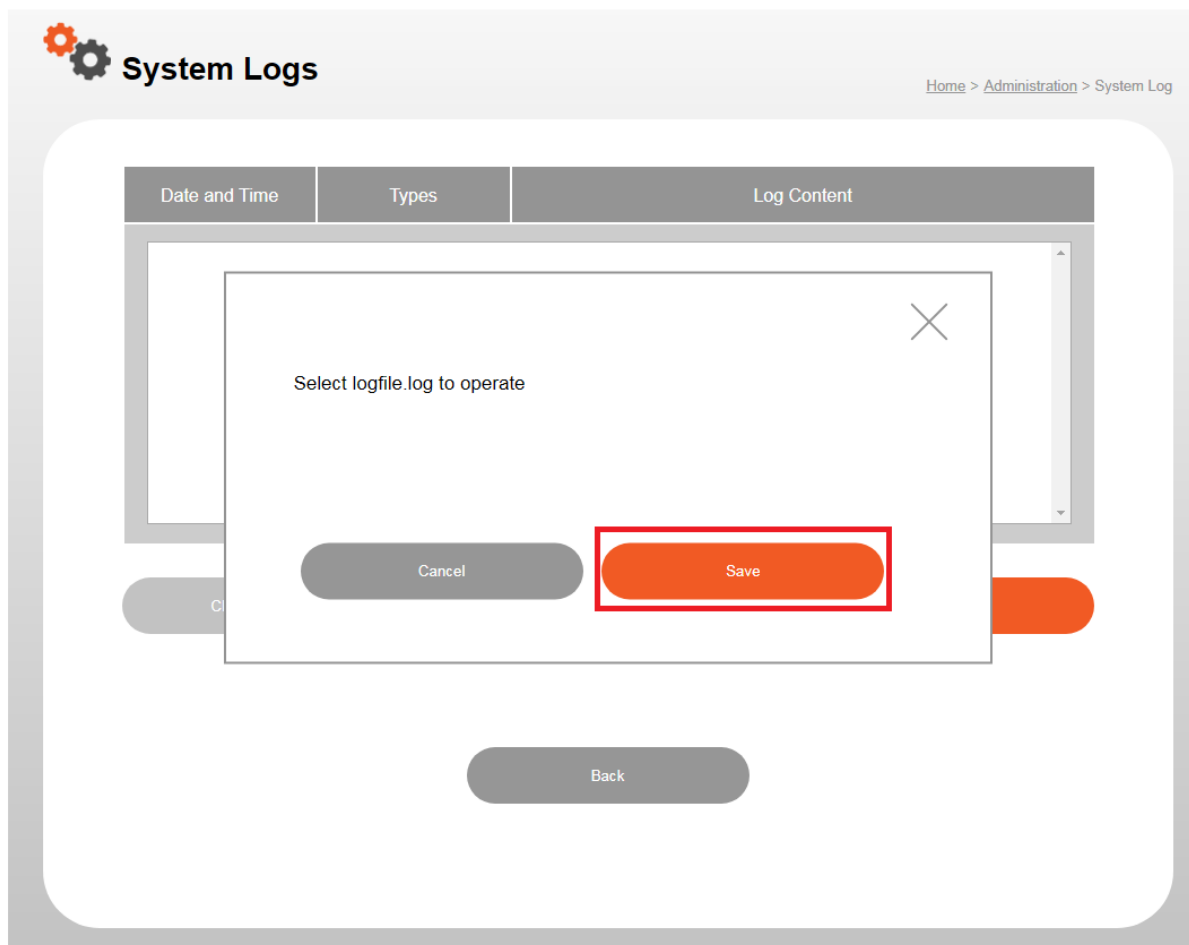 System Logs
Home > Administration > System Log
Date and Time Types Log Content
Select logfile.log to operate
Cancel Save
Back